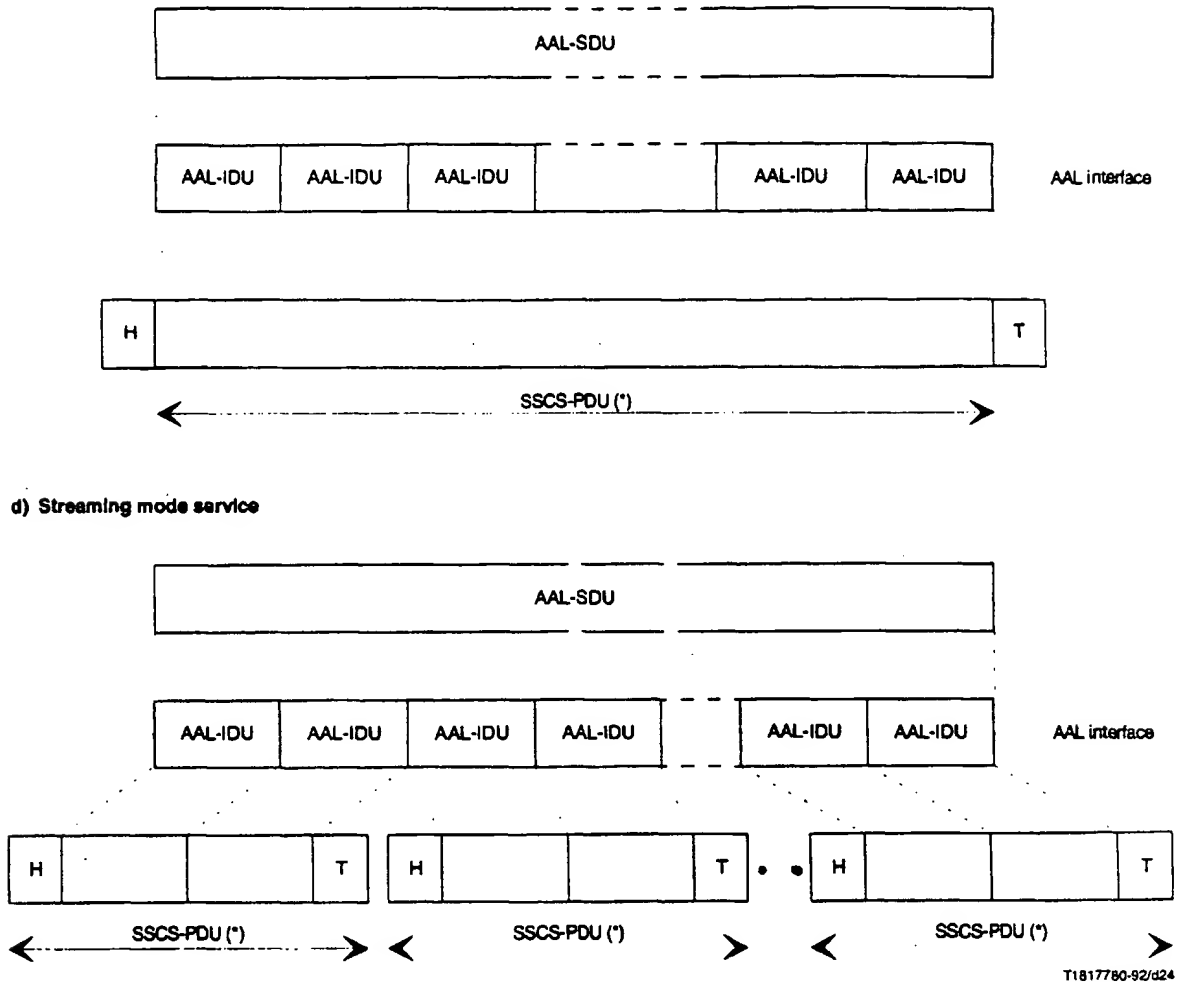 AAL-SDU
AAL-IDU AAL-IDU AAL-IDU AAL-IDU AAL-IDU AAL interface
H T
SSCS-PDU (*)
d) Streaming mode service
AAL-SDU
AAL-IDU AAL-IDU AAL-IDU AAL-IDU AAL-IDU AAL-IDU AAL interface
H T H T H T
SSCS-PDU (*) SSCS-PDU (*) SSCS-PDU (*)
T1817780-92/d24